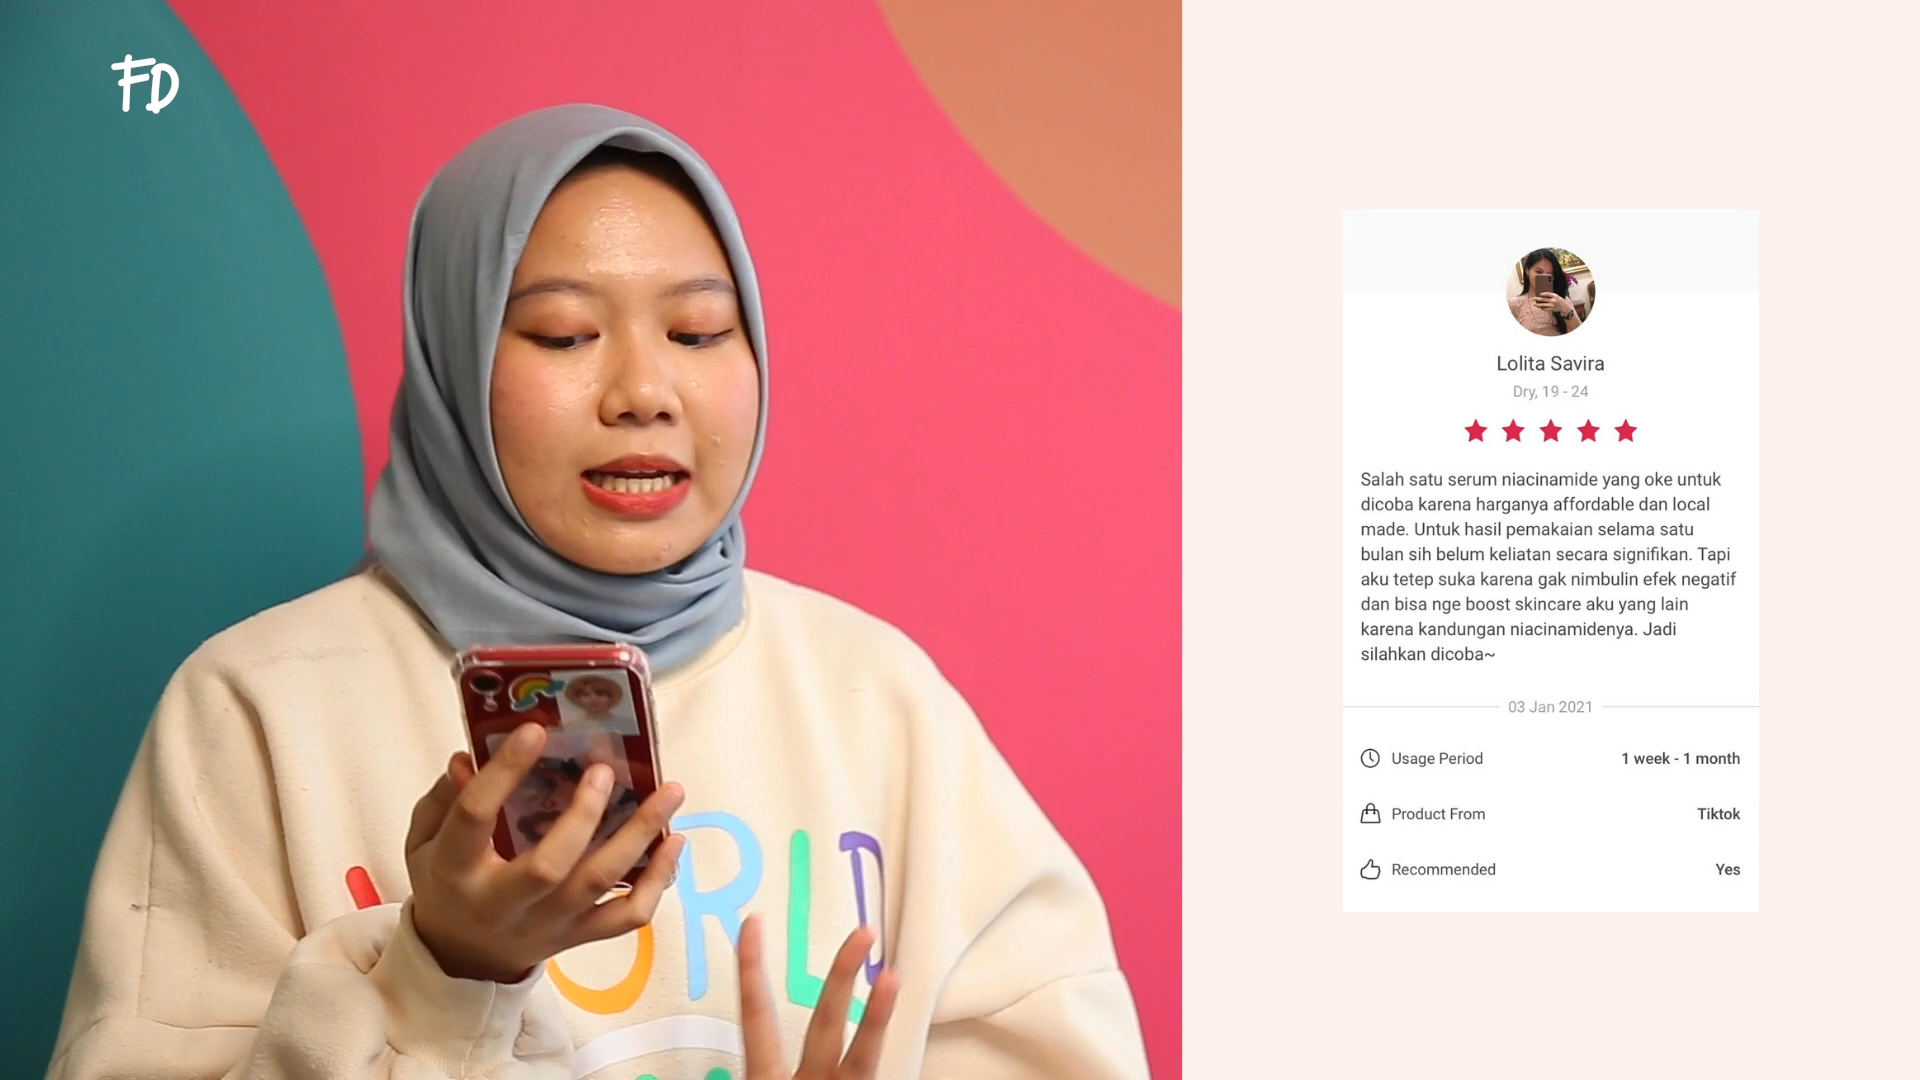 FD
WORLD
Lolita Savira
Dry, 19 - 24
Salah satu serum niacinamide yang oke untuk
dicoba karena harganya affordable dan local
made. Untuk hasil pemakaian selama satu
bulan sih belum keliatan secara signifikan. Tapi
aku tetep suka karena gak nimbulin efek negatif
dan bisa nge boost skincare aku yang lain
karena kandungan niacinamidenya. Jadi
silahkan dicoba~
03 Jan 2021
Usage Period 1 week - 1 month
Product From Tiktok
Recommended Yes